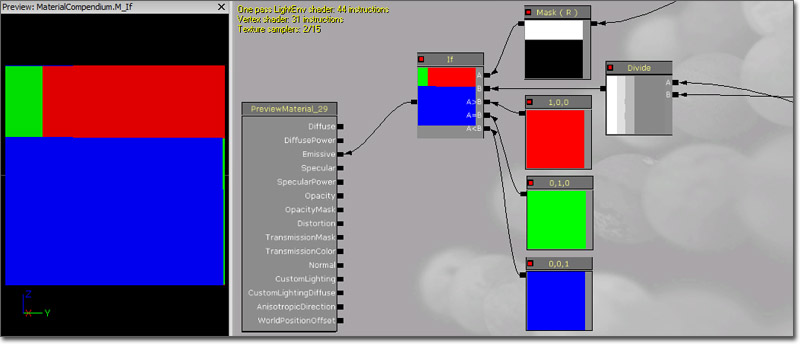 Preview: MaterialCompendium.M_If
X
One pass LightEnv shader: 44 instructions
Vertex shader: 31 instructions
Texture samplers: 2/15
Mask ( R )
If
A
B
A>B
A=B
A<B
Divide
A
B
PreviewMaterial_29
Diffuse
DiffusePower
Emissive
Specular
SpecularPower
Opacity
OpacityMask
Distortion
TransmissionMask
TransmissionColor
Normal
CustomLighting
CustomLightingDiffuse
AnisotropicDirection
WorldPositionOffset
1,0,0
0,1,0
0,0,1
Z
X
Y